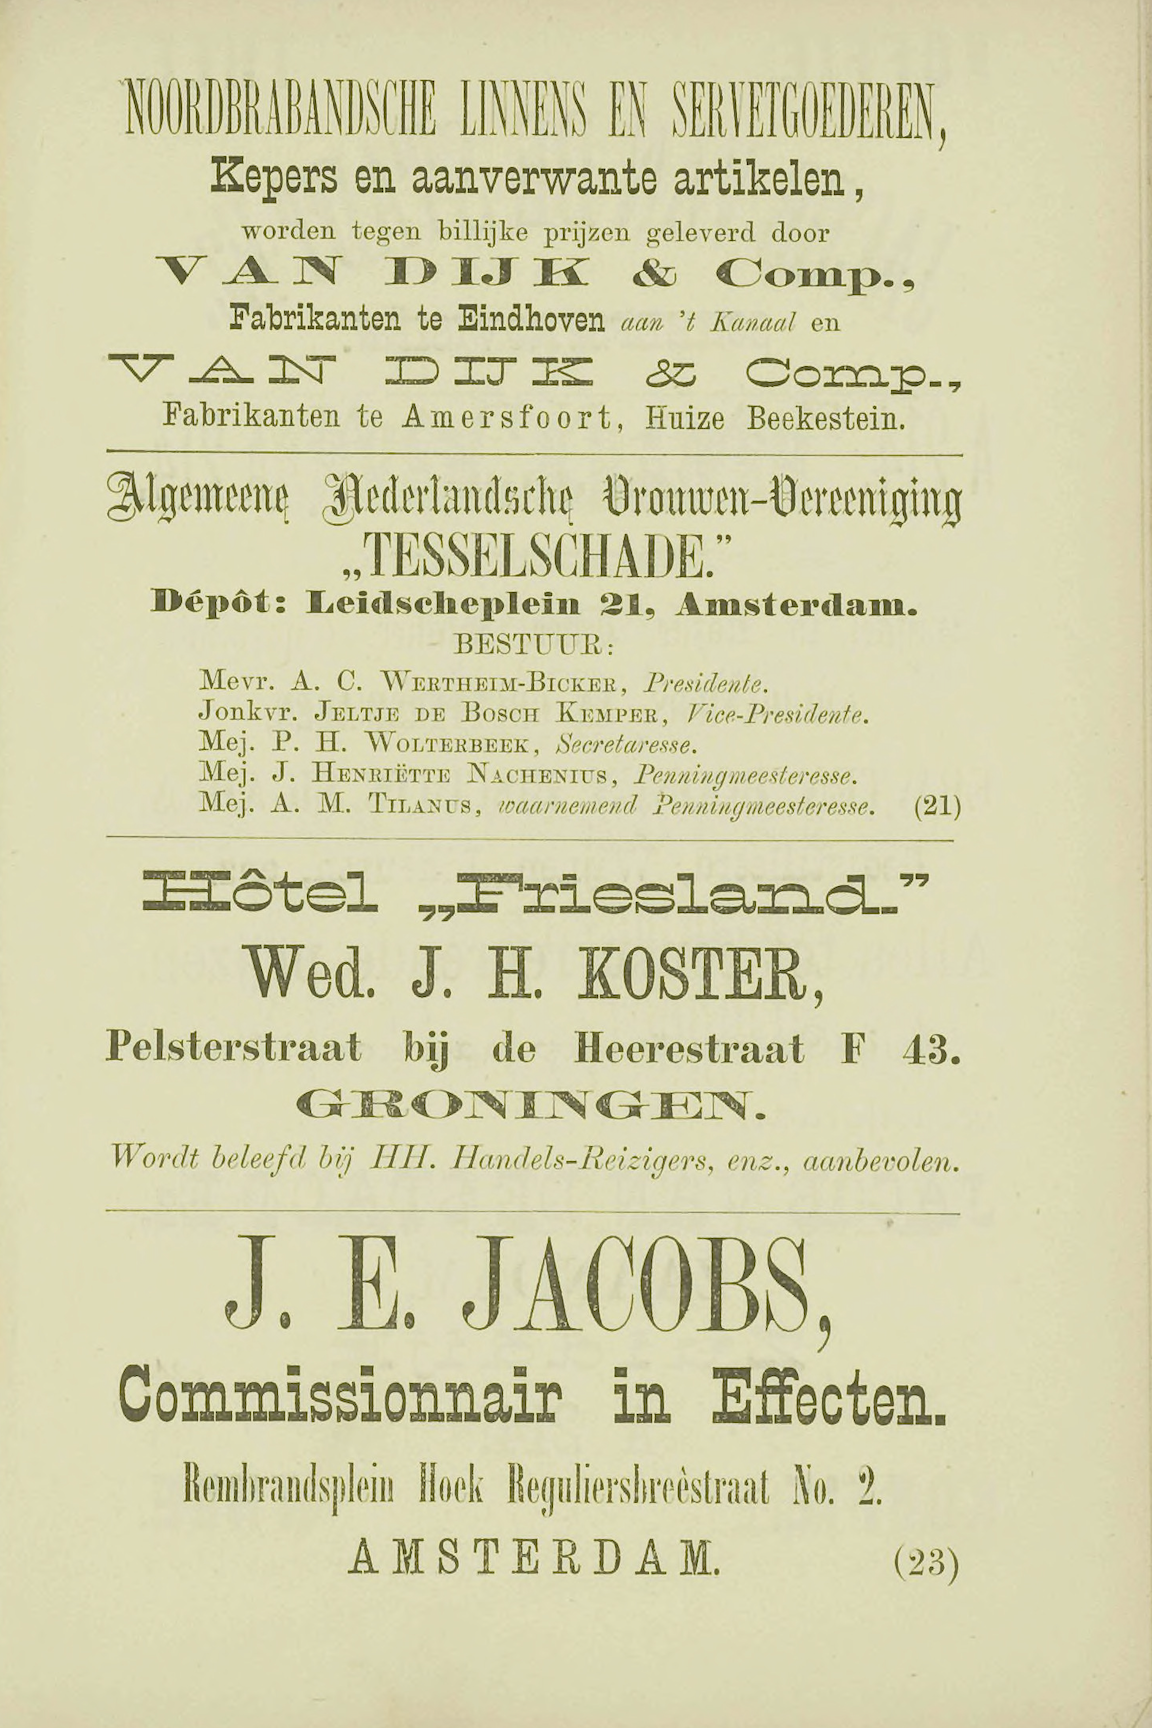 NOORDBRABANDSCHE LINNENS EN SERVETGOEDEREN,
Kepers en aanverwante artikelen,
worden tegen billijke prijzen geleverd door
VAN DIJK & Comp.,
Fabrikanten te Eindhoven aan 't Kanaal en
VAN DIJK & Comp.,
Fabrikanten te Amersfoort, Huize Beekestein.
Algemeene Nederlandsche Vrouwen-Vereeniging
„TESSELSCHADE.”
Dépôt: Leidscheplein 21, Amsterdam.
BESTUUR:
Mevr. A. C. WERTHEIM-BICKER, Presidente.
Jonkvr. JELTJE DE BOSCH KEMPER, Vice-Presidente.
Mej. P. H. WOLTERBEEK, Secretaresse.
Mej. J. HENRIËTTE NACHENIUS, Penningmeesteresse.
Mej. A. M. TILANUS, waarnemend Penningmeesteresse. (21)
Hôtel „Friesland.”
Wed. J. H. KOSTER,
Pelsterstraat bij de Heerestraat F 43.
GRONINGEN.
Wordt beleefd bij HH. Handels-Reizigers, enz., aanbevolen.
J. E. JACOBS,
Commissionnair in Effecten.
Rembrandsplein Hoek Reguliersbreèstraat No. 2.
AMSTERDAM. (23)